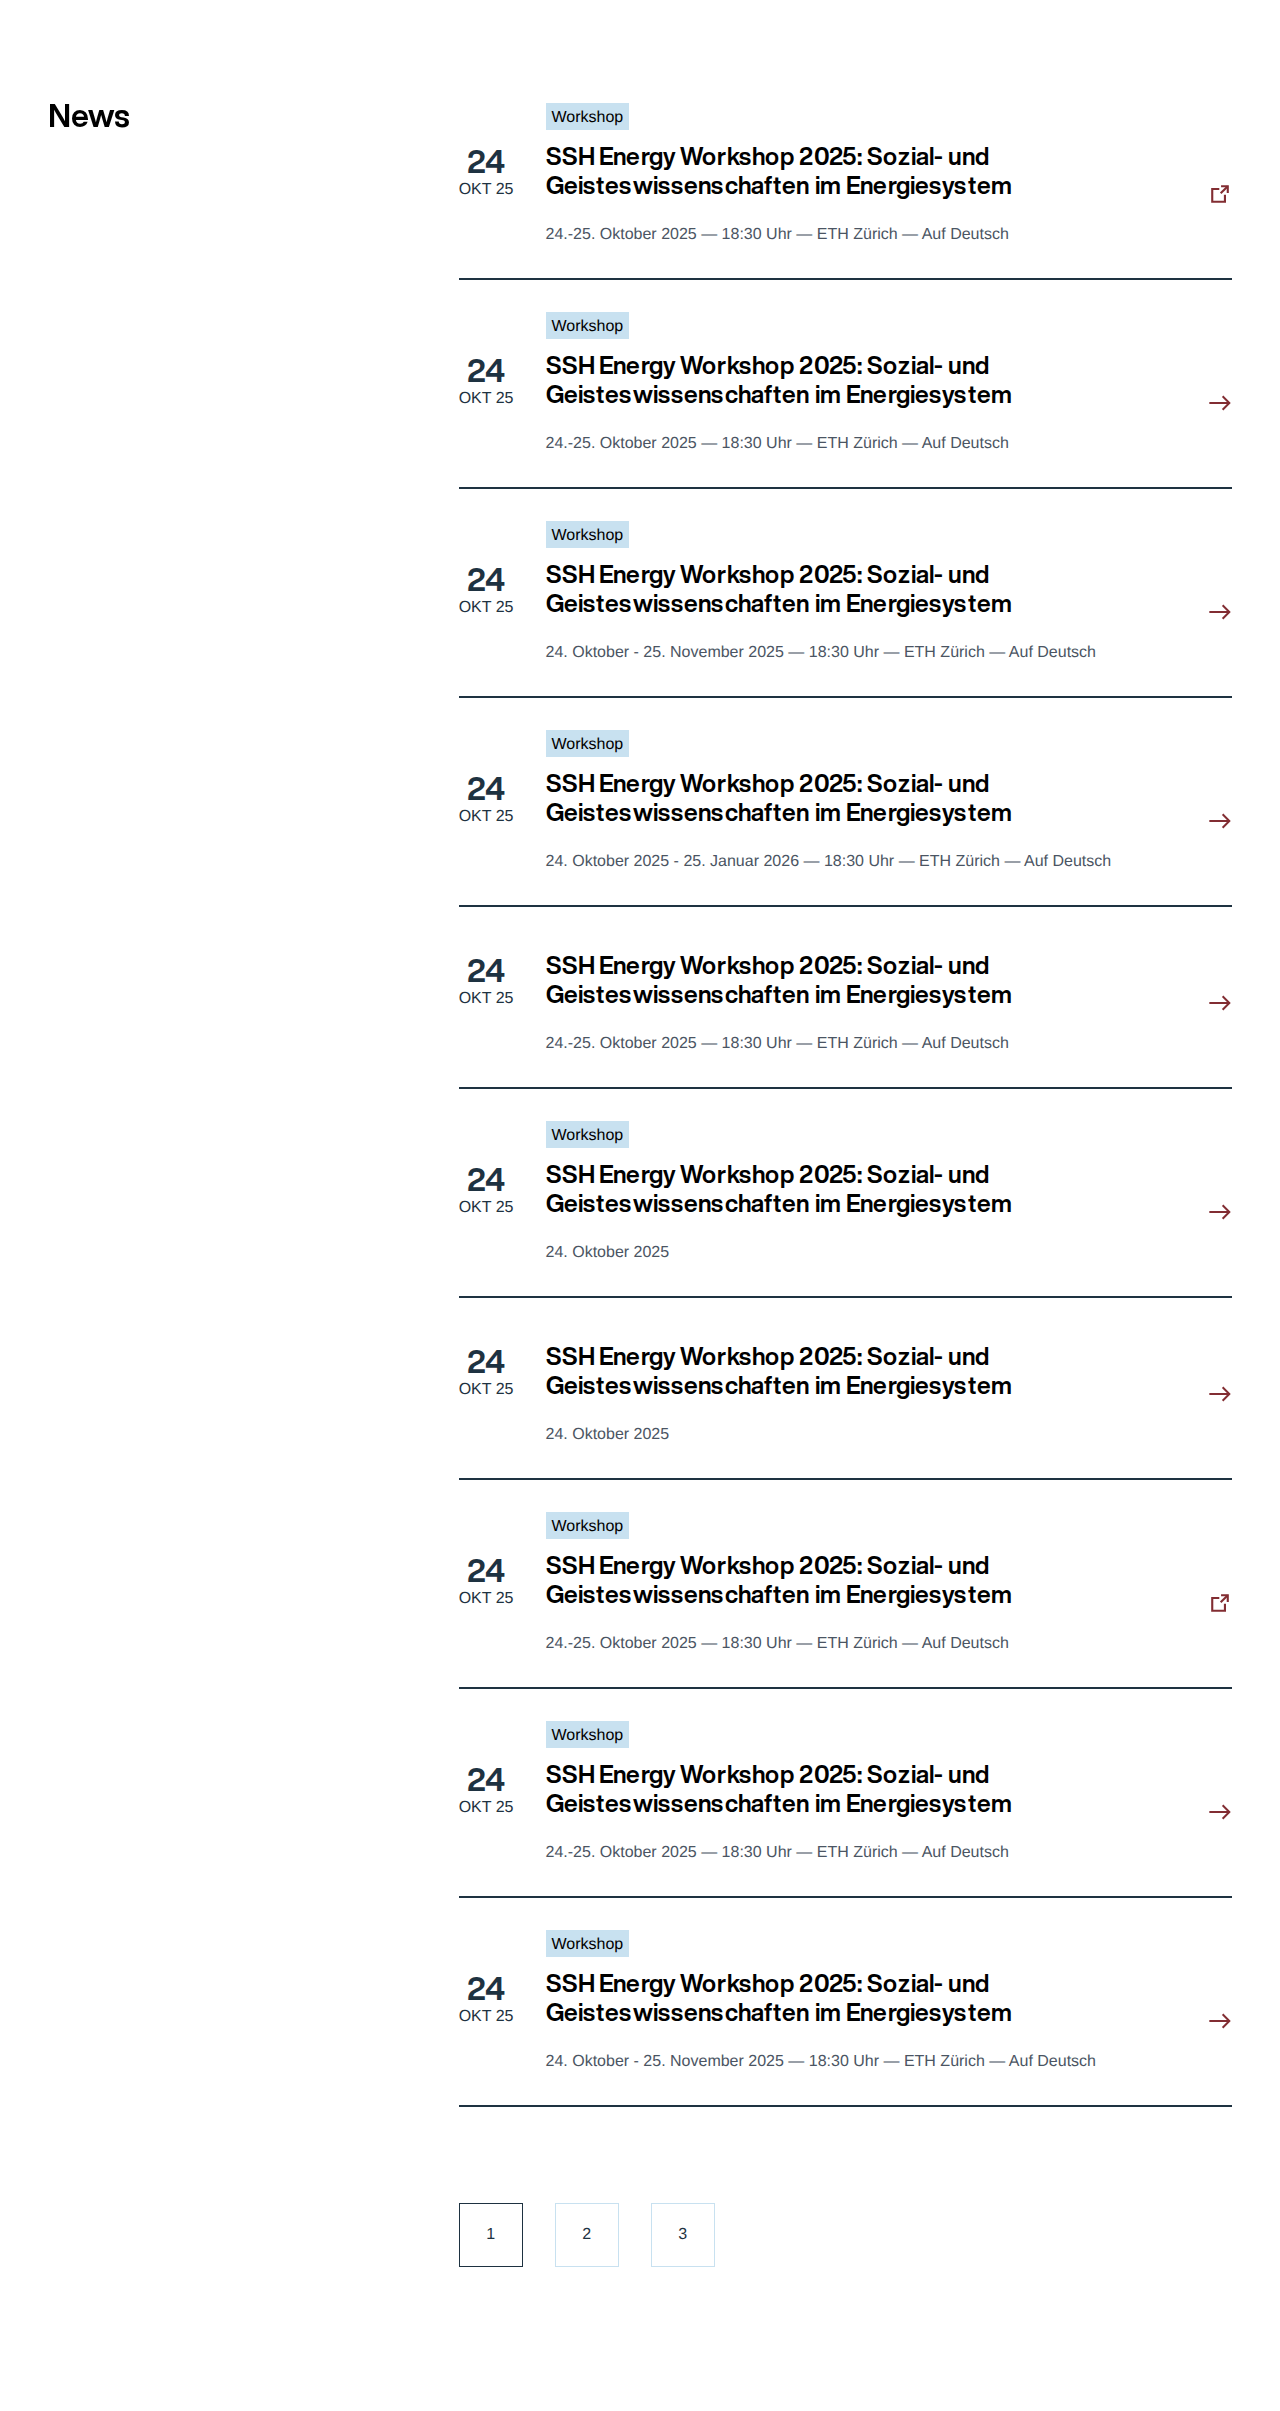 News
Workshop
24
OKT 25
SSH Energy Workshop 2025: Sozial- und
Geisteswissenschaften im Energiesystem
24.-25. Oktober 2025 — 18:30 Uhr — ETH Zürich — Auf Deutsch
Workshop
24
OKT 25
SSH Energy Workshop 2025: Sozial- und
Geisteswissenschaften im Energiesystem
24.-25. Oktober 2025 — 18:30 Uhr — ETH Zürich — Auf Deutsch
Workshop
24
OKT 25
SSH Energy Workshop 2025: Sozial- und
Geisteswissenschaften im Energiesystem
24. Oktober - 25. November 2025 — 18:30 Uhr — ETH Zürich — Auf Deutsch
Workshop
24
OKT 25
SSH Energy Workshop 2025: Sozial- und
Geisteswissenschaften im Energiesystem
24. Oktober 2025 - 25. Januar 2026 — 18:30 Uhr — ETH Zürich — Auf Deutsch
24
OKT 25
SSH Energy Workshop 2025: Sozial- und
Geisteswissenschaften im Energiesystem
24.-25. Oktober 2025 — 18:30 Uhr — ETH Zürich — Auf Deutsch
Workshop
24
OKT 25
SSH Energy Workshop 2025: Sozial- und
Geisteswissenschaften im Energiesystem
24. Oktober 2025
24
OKT 25
SSH Energy Workshop 2025: Sozial- und
Geisteswissenschaften im Energiesystem
24. Oktober 2025
Workshop
24
OKT 25
SSH Energy Workshop 2025: Sozial- und
Geisteswissenschaften im Energiesystem
24.-25. Oktober 2025 — 18:30 Uhr — ETH Zürich — Auf Deutsch
Workshop
24
OKT 25
SSH Energy Workshop 2025: Sozial- und
Geisteswissenschaften im Energiesystem
24.-25. Oktober 2025 — 18:30 Uhr — ETH Zürich — Auf Deutsch
Workshop
24
OKT 25
SSH Energy Workshop 2025: Sozial- und
Geisteswissenschaften im Energiesystem
24. Oktober - 25. November 2025 — 18:30 Uhr — ETH Zürich — Auf Deutsch
1 2 3